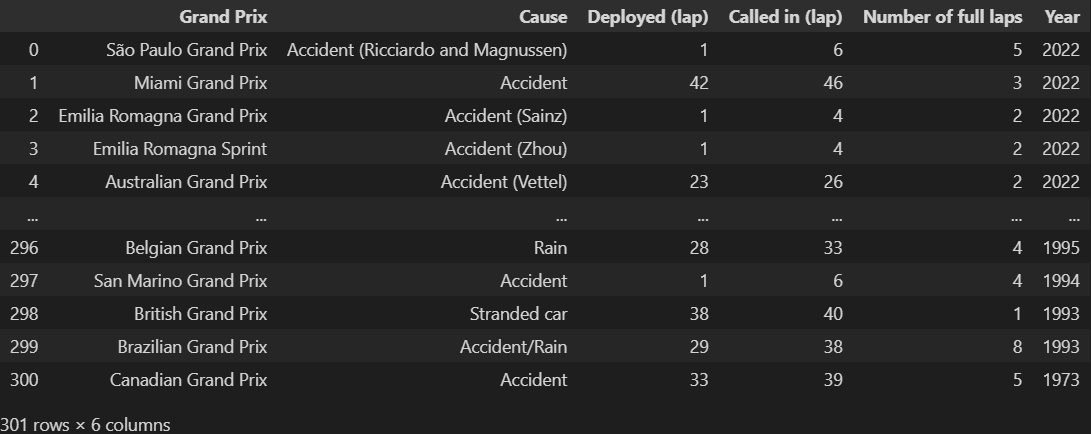 Grand Prix Cause Deployed (lap) Called in (lap) Number of full laps Year
0 São Paulo Grand Prix Accident (Ricciardo and Magnussen) 1 6 5 2022
1 Miami Grand Prix Accident 42 46 3 2022
2 Emilia Romagna Grand Prix Accident (Sainz) 1 4 2 2022
3 Emilia Romagna Sprint Accident (Zhou) 1 4 2 2022
4 Australian Grand Prix Accident (Vettel) 23 26 2 2022
... ... ... ... ... ... ...
296 Belgian Grand Prix Rain 28 33 4 1995
297 San Marino Grand Prix Accident 1 6 4 1994
298 British Grand Prix Stranded car 38 40 1 1993
299 Brazilian Grand Prix Accident/Rain 29 38 8 1993
300 Canadian Grand Prix Accident 33 39 5 1973
301 rows × 6 columns